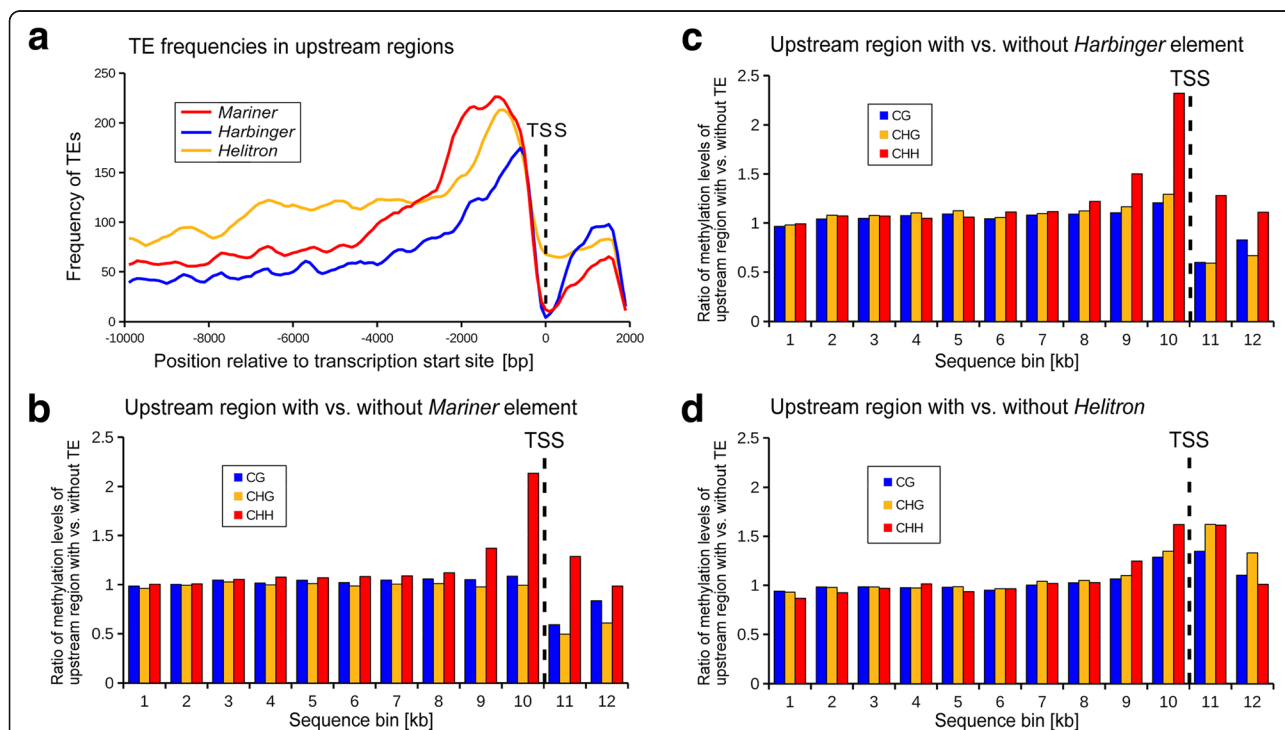 a
TE frequencies in upstream regions
250
200
150
100
50
0
Frequency of TEs
Mariner
Harbinger
Helitron
TSS
-10000 -8000 -6000 -4000 -2000 0 2000
Position relative to transcription start site [bp]
b
Upstream region with vs. without Mariner element
2.5
2
1.5
1
0.5
0
Ratio of methylation levels of
upstream region with vs. without TE
CG
CHG
CHH
TSS
1 2 3 4 5 6 7 8 9 10 11 12
Sequence bin [kb]
c
Upstream region with vs. without Harbinger element
2.5
2
1.5
1
0.5
0
Ratio of methylation levels of
upstream region with vs. without TE
CG
CHG
CHH
TSS
1 2 3 4 5 6 7 8 9 10 11 12
Sequence bin [kb]
d
Upstream region with vs. without Helitron
2.5
2
1.5
1
0.5
0
Ratio of methylation levels of
upstream region with vs. without TE
CG
CHG
CHH
TSS
1 2 3 4 5 6 7 8 9 10 11 12
Sequence bin [kb]